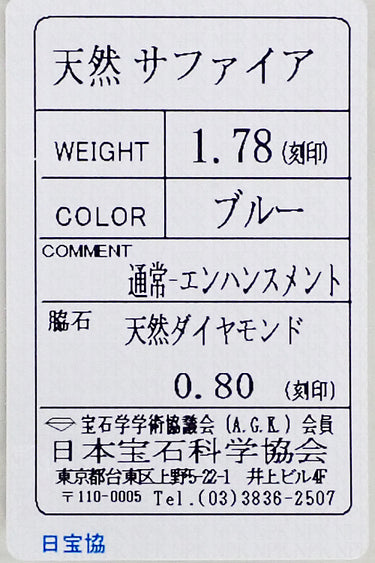 天然 サファイア
WEIGHT 1.78 (刻印)
COLOR ブルー
COMMENT
通常-エンハンスメント
脇石 天然ダイヤモンド
0.80 (刻印)
宝石学学術協議会 (A.G.K.) 会員
日本宝石科学協会
東京都台東区上野5-22-1 井上ビル4F
〒110-0005 Tel.(03)3836-2507
日宝協